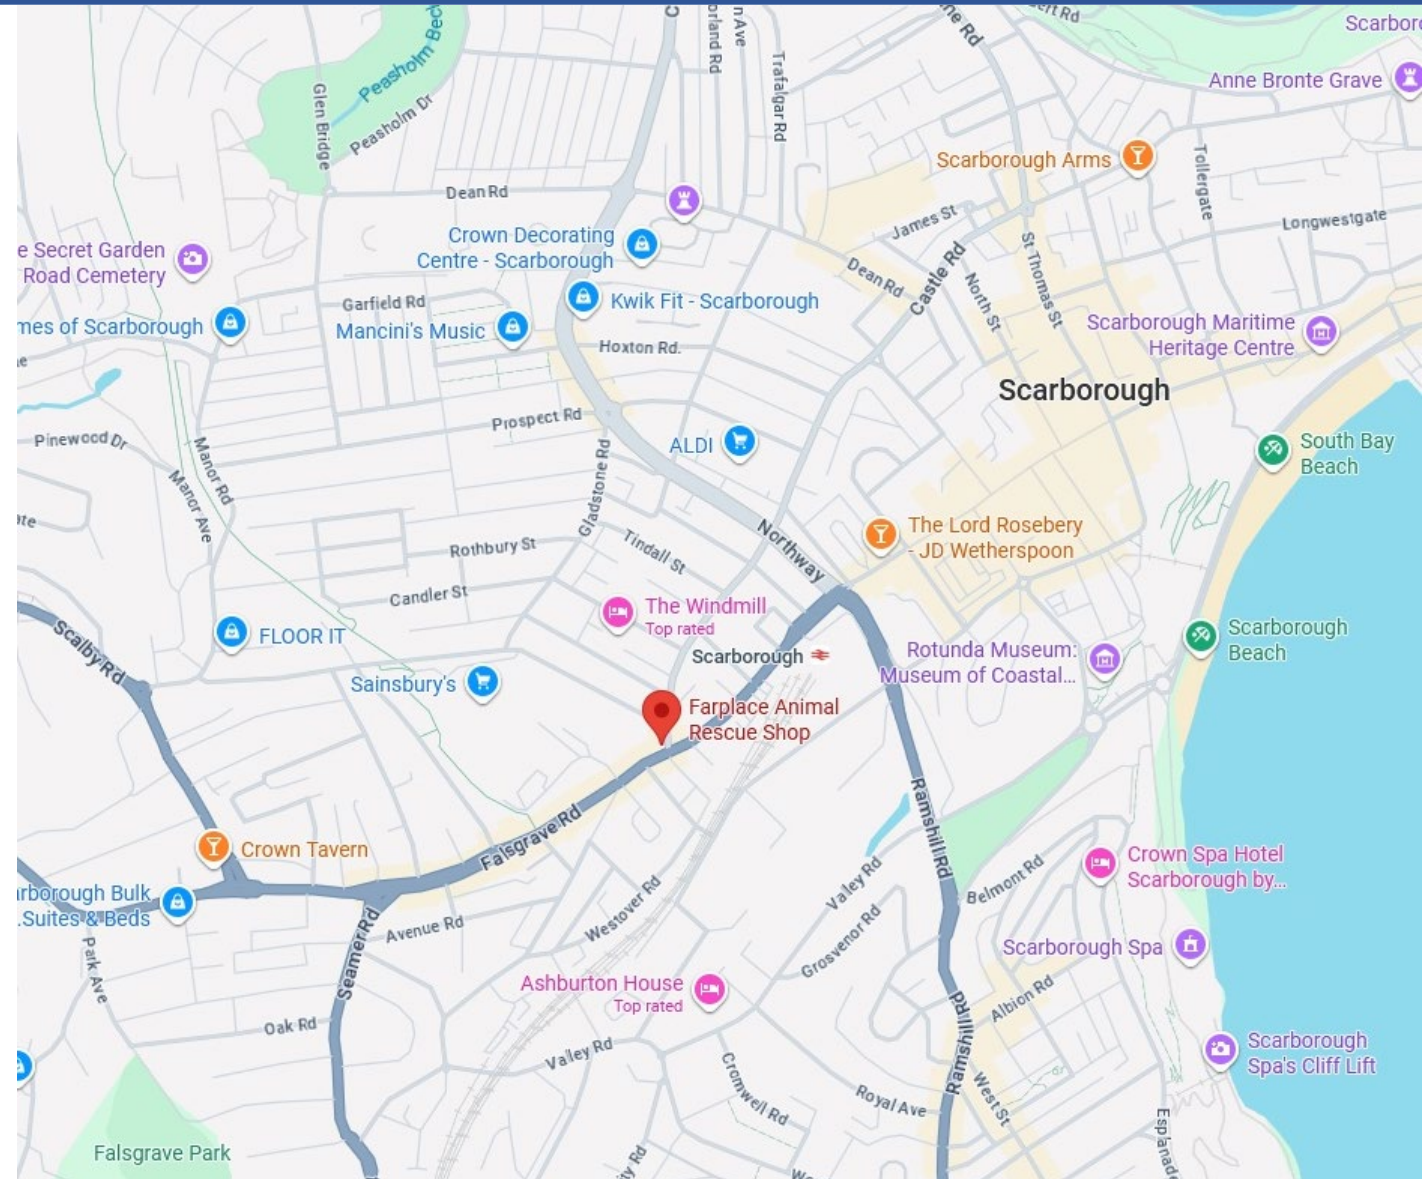 Peasholm Beck
Glen Bridge
Peasholm Dr
Trafalgar Rd
Scarboro
Anne Bronte Grave
Scarborough Arms
Tollergate
Longwestgate
Dean Rd
James St
Castle Rd
St Thomas St
North St
Dean Rd
Crown Decorating
Centre - Scarborough
e Secret Garden
Road Cemetery
Garfield Rd
Kwik Fit - Scarborough
mes of Scarborough
Mancini's Music
Hoxton Rd.
Scarborough Maritime
Heritage Centre
Scarborough
Prospect Rd
Pinewood Dr
Manor Rd
Manor Ave
ALDI
Gladstone Rd
South Bay
Beach
Northway
The Lord Rosebery
- JD Wetherspoon
Rothbury St
Tindall St
Candler St
The Windmill
Top rated
FLOOR IT
Scalby Rd
Scarborough
Scarborough
Beach
Rotunda Museum:
Museum of Coastal...
Sainsbury's
Farplace Animal
Rescue Shop
Ramshill Rd
Falsgrave Rd
Crown Tavern
Crown Spa Hotel
Scarborough by...
Valley Rd
Belmont Rd
arborough Bulk
.Suites & Beds
Westover Rd
Avenue Rd
Grosvenor Rd
Park Ave
Seamer Rd
Scarborough Spa
Ashburton House
Top rated
Albion Rd
Oak Rd
Valley Rd
Ramshill Rd
Scarborough
Spa's Cliff Lift
Cromwell Rd
Royal Ave
West St
Esplanade
Falsgrave Park